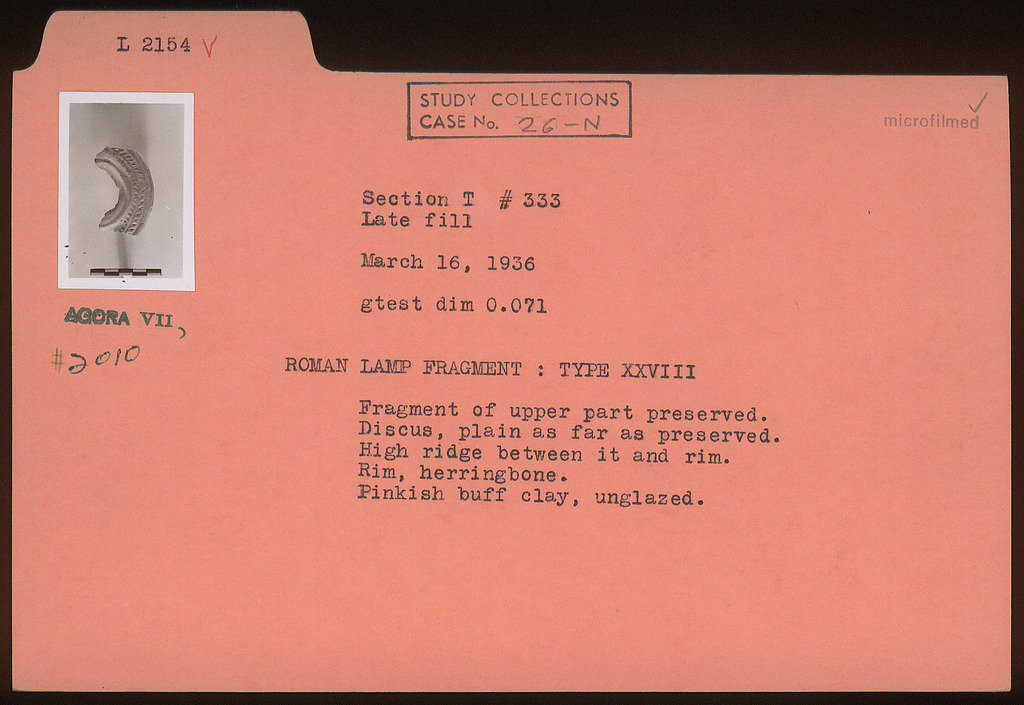 L 2154 V
STUDY COLLECTIONS
CASE No. 26-N
microfilmed
Section T # 333
Late fill
March 16, 1936
gtest dim 0.071
AGORA VII,
#2010
ROMAN LAMP FRAGMENT : TYPE XXVIII
Fragment of upper part preserved.
Discus, plain as far as preserved.
High ridge between it and rim.
Rim, herringbone.
Pinkish buff clay, unglazed.